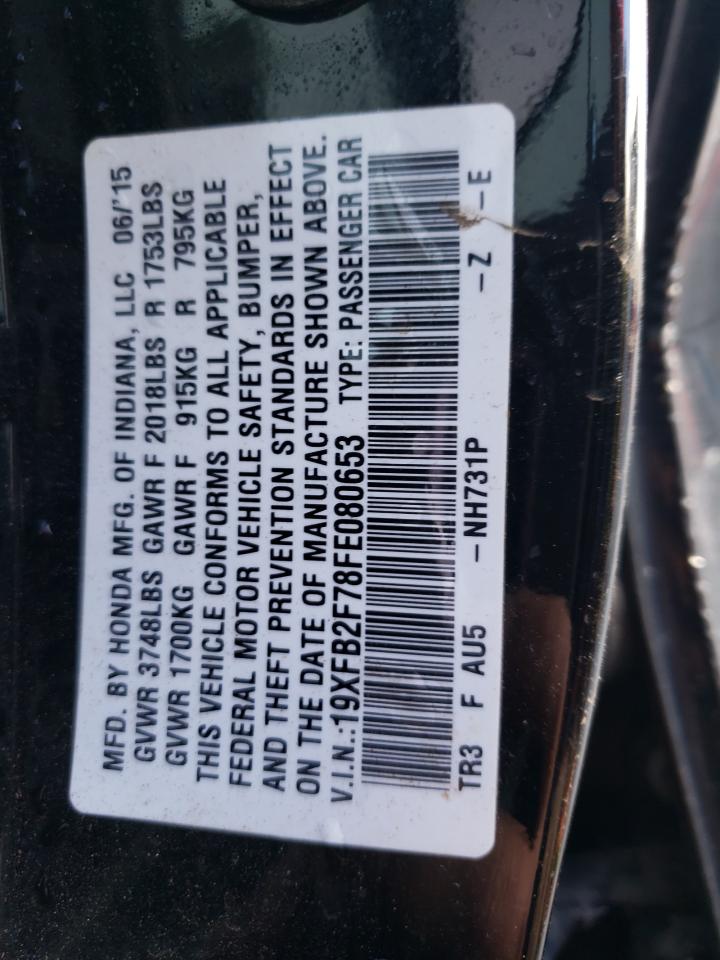 MFD. BY HONDA MFG. OF INDIANA, LLC 06/'15
GVWR 3748LBS GAWR F 2018LBS R 1753LBS
GVWR 1700KG GAWR F 915KG R 795KG
THIS VEHICLE CONFORMS TO ALL APPLICABLE
FEDERAL MOTOR VEHICLE SAFETY, BUMPER,
AND THEFT PREVENTION STANDARDS IN EFFECT
ON THE DATE OF MANUFACTURE SHOWN ABOVE.
V.I.N.:19XFB2F78FE080653 TYPE: PASSENGER CAR
TR3 F AU5 -NH731P -Z -E